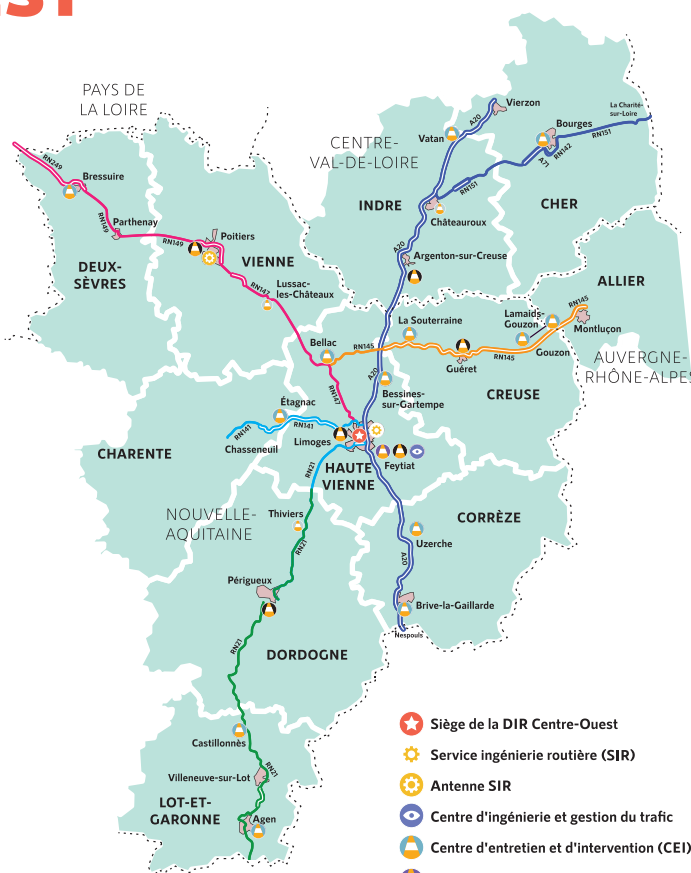 PAYS DE
LA LOIRE
RN249
Bressuire
RN149
Parthenay
RN149
Poitiers
VIENNE
DEUX-
SÈVRES
RN147
Lussac-
les-Châteaux
CENTRE-
VAL-DE-LOIRE
Vatan
A20
Vierzon
Bourges
La Charité-
sur-Loire
RN151
RN142
A71
RN151
INDRE
CHER
Châteauroux
A20
Argenton-sur-Creuse
ALLIER
RN145
Lamaids-
Gouzon
Montluçon
La Souterraine
Bellac
RN145
Guéret
RN145
Gouzon
AUVERGNE-
RHÔNE-ALPES
CREUSE
A20
Bessines-
sur-Gartempe
RN147
Étagnac
RN141
RN141
Chasseneuil
Limoges
Feytiat
CHARENTE
RN21
HAUTE
VIENNE
NOUVELLE-
AQUITAINE
Thiviers
RN21
CORRÈZE
Uzerche
A20
Périgueux
Brive-la-Gaillarde
Nespouls
RN21
DORDOGNE
Castillonnès
RN21
Villeneuve-sur-Lot
LOT-ET-
GARONNE
Agen
Siège de la DIR Centre-Ouest
Service ingénierie routière (SIR)
Antenne SIR
Centre d'ingénierie et gestion du trafic
Centre d'entretien et d'intervention (CEI)